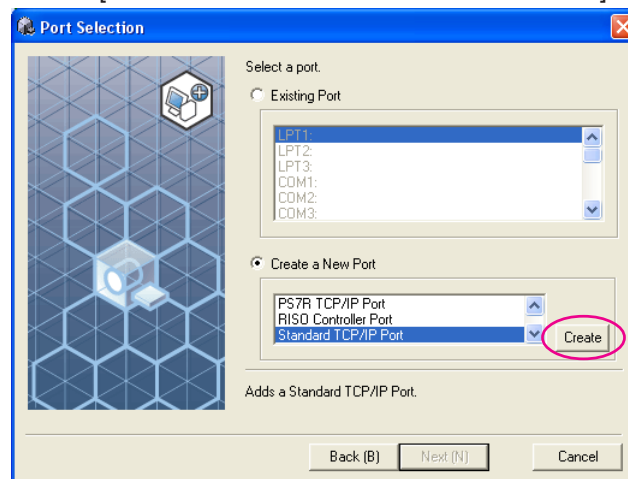 Port Selection
Select a port.
Existing Port
LPT1:
LPT2:
LPT3:
COM1:
COM2:
COM3:
Create a New Port
PS7R TCP/IP Port
RISO Controller Port
Standard TCP/IP Port
Create
Adds a Standard TCP/IP Port.
Back (B) Next (N) Cancel